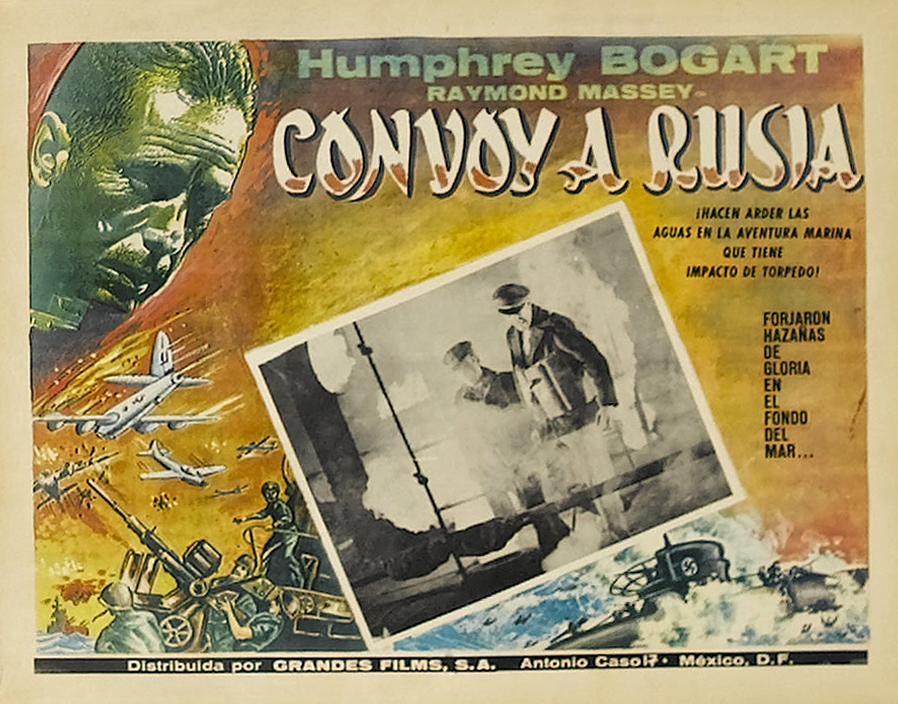 Humphrey BOGART
RAYMOND MASSEY
CONVOY A RUSIA
¡HACEN ARDER LAS
AGUAS EN LA AVENTURA MARINA
QUE TIENE
IMPACTO DE TORPEDO!
FORJARON
HAZAÑAS
DE
GLORIA
EN
EL
FONDO
DEL
MAR...
Distribuida por GRANDES FILMS, S.A. Antonio Caso 17 • México, D.F.